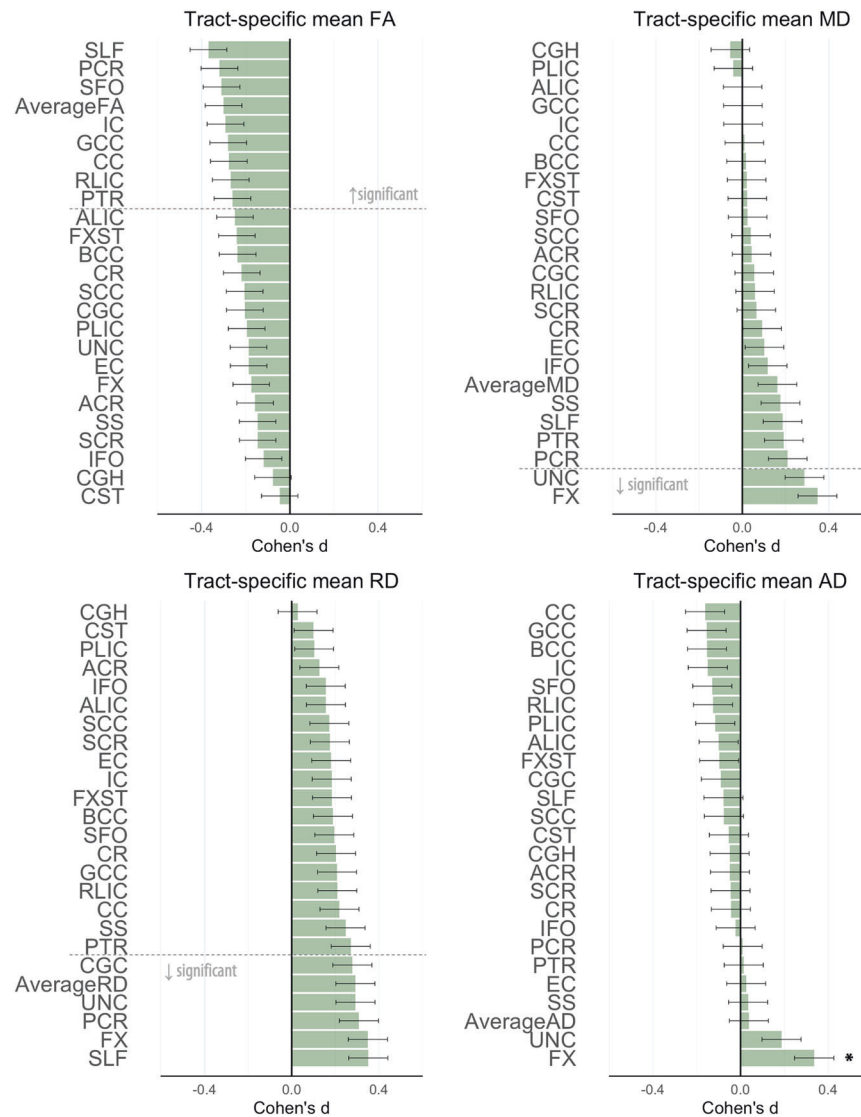 Tract-specific mean FA
SLF
PCR
SFO
AverageFA
IC
GCC
CC
RLIC
PTR
↑significant
ALIC
FXST
BCC
CR
SCC
CGC
PLIC
UNC
EC
FX
ACR
SS
SCR
IFO
CGH
CST
-0.4 0.0 0.4
Cohen's d
Tract-specific mean MD
CGH
PLIC
ALIC
GCC
IC
CC
BCC
FXST
CST
SFO
SCC
ACR
CGC
RLIC
SCR
CR
EC
IFO
AverageMD
SS
SLF
PTR
PCR
UNC
↓ significant
FX
-0.4 0.0 0.4
Cohen's d
Tract-specific mean RD
CGH
CST
PLIC
ACR
IFO
ALIC
SCC
SCR
EC
IC
FXST
BCC
SFO
CR
GCC
RLIC
CC
SS
PTR
CGC
↓ significant
AverageRD
UNC
PCR
FX
SLF
-0.4 0.0 0.4
Cohen's d
Tract-specific mean AD
CC
GCC
BCC
IC
SFO
RLIC
PLIC
ALIC
FXST
CGC
SLF
SCC
CST
CGH
ACR
SCR
CR
IFO
PCR
PTR
EC
SS
AverageAD
UNC
FX *
-0.4 0.0 0.4
Cohen's d